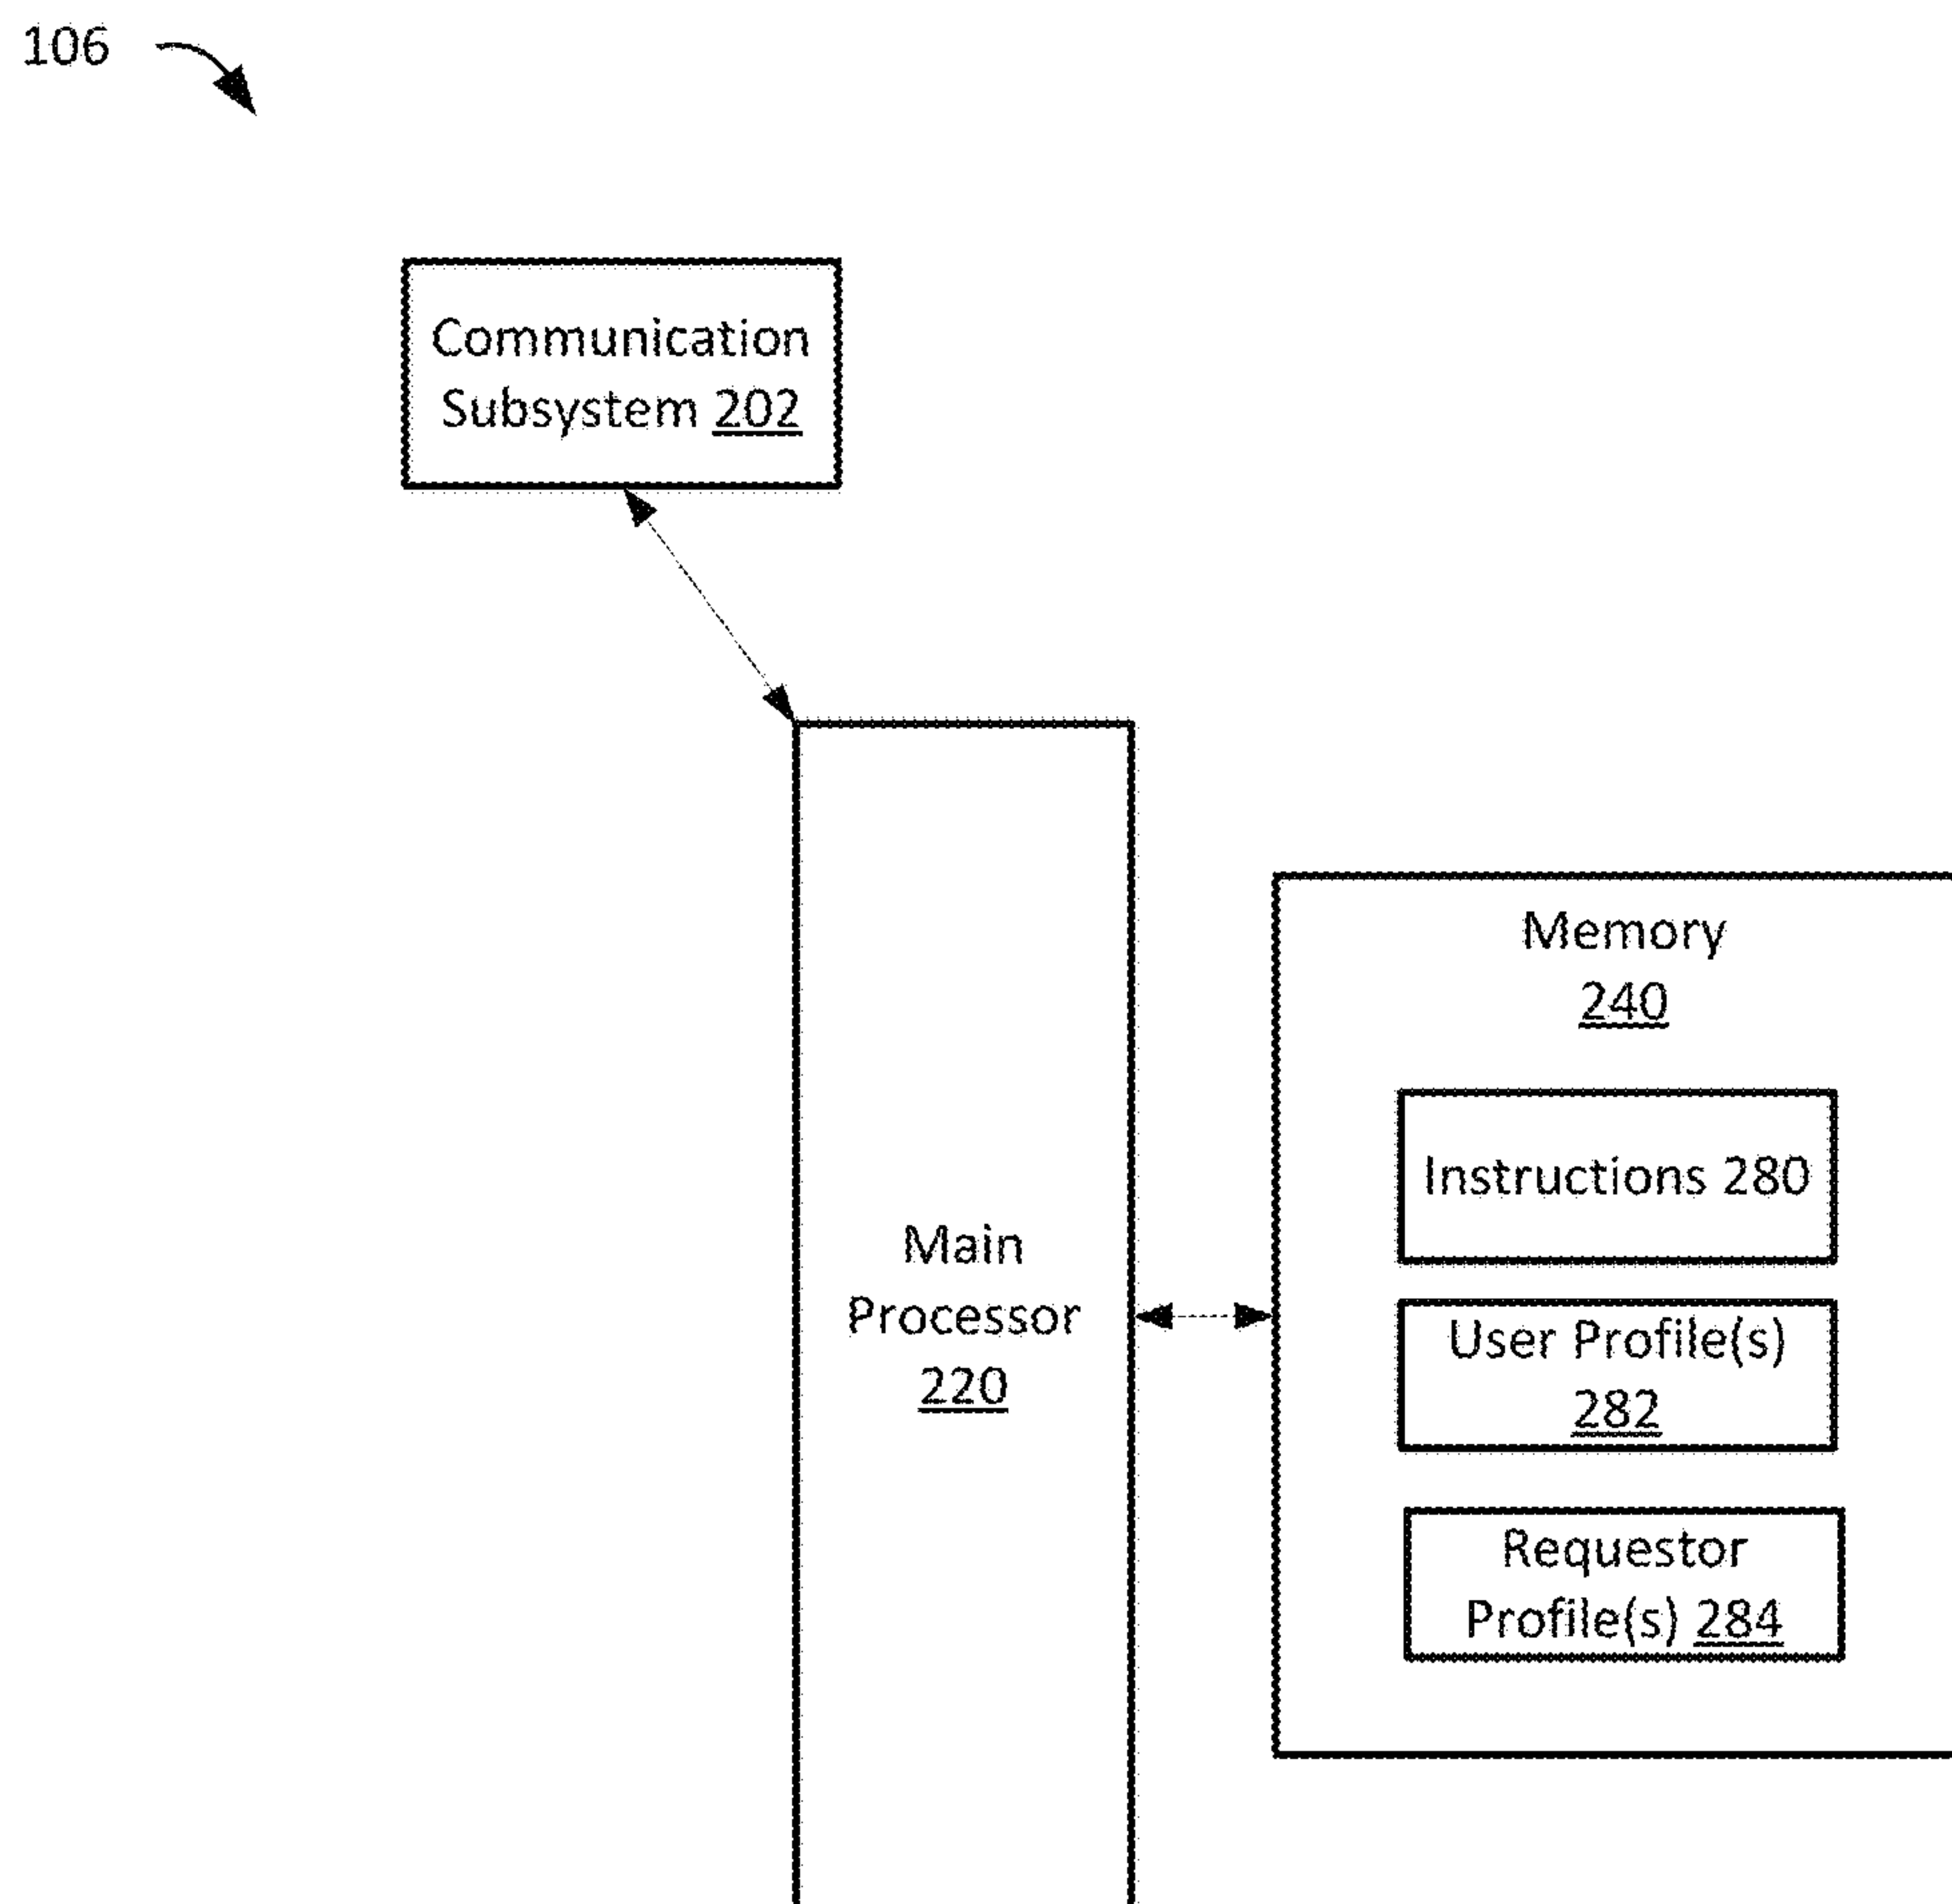 106
Communication
Subsystem 202
Main
Processor
220
Memory
240
Instructions 280
User Profile(s)
282
Requestor
Profile(s) 284